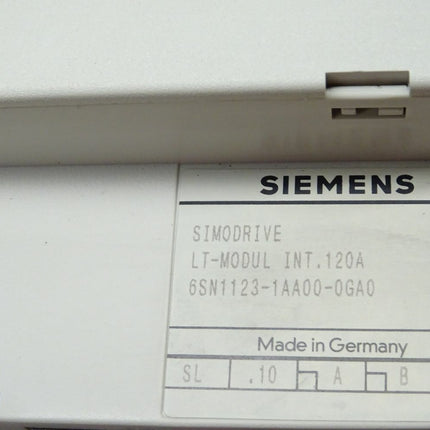 SIEMENS
SIMODRIVE
LT-MODUL INT.120A
6SN1123-1AA00-0GA0
Made in Germany
SL .10 A B